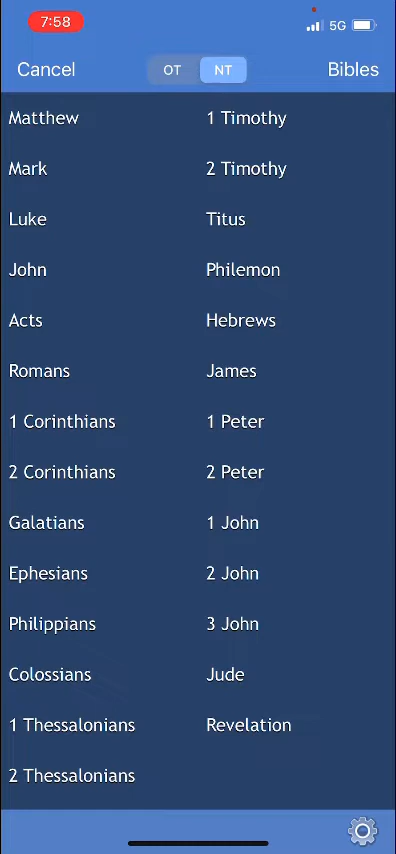 7:58
5G
Cancel
OT
NT
Bibles
Matthew
Mark
Luke
John
Acts
Romans
1 Corinthians
2 Corinthians
Galatians
Ephesians
Philippians
Colossians
1 Thessalonians
2 Thessalonians
1 Timothy
2 Timothy
Titus
Philemon
Hebrews
James
1 Peter
2 Peter
1 John
2 John
3 John
Jude
Revelation